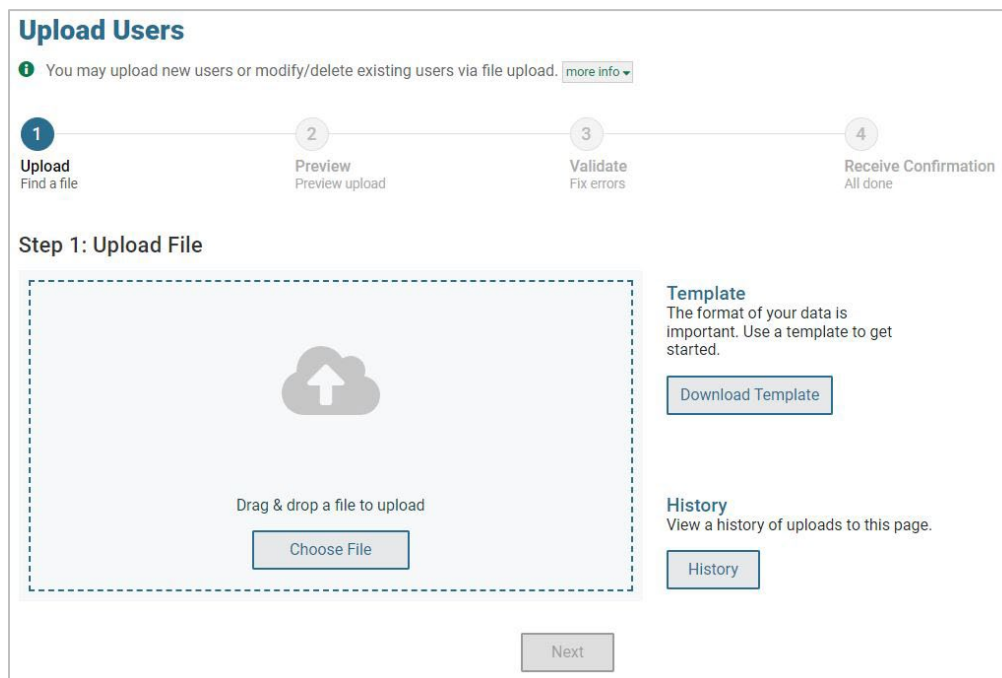 Upload Users
You may upload new users or modify/delete existing users via file upload. more info
1
2
3
4
Upload
Preview
Validate
Receive Confirmation
Find a file
Preview upload
Fix errors
All done
Step 1: Upload File
Drag & drop a file to upload
Choose File
Template
The format of your data is
important. Use a template to get
started.
Download Template
History
View a history of uploads to this page.
History
Next